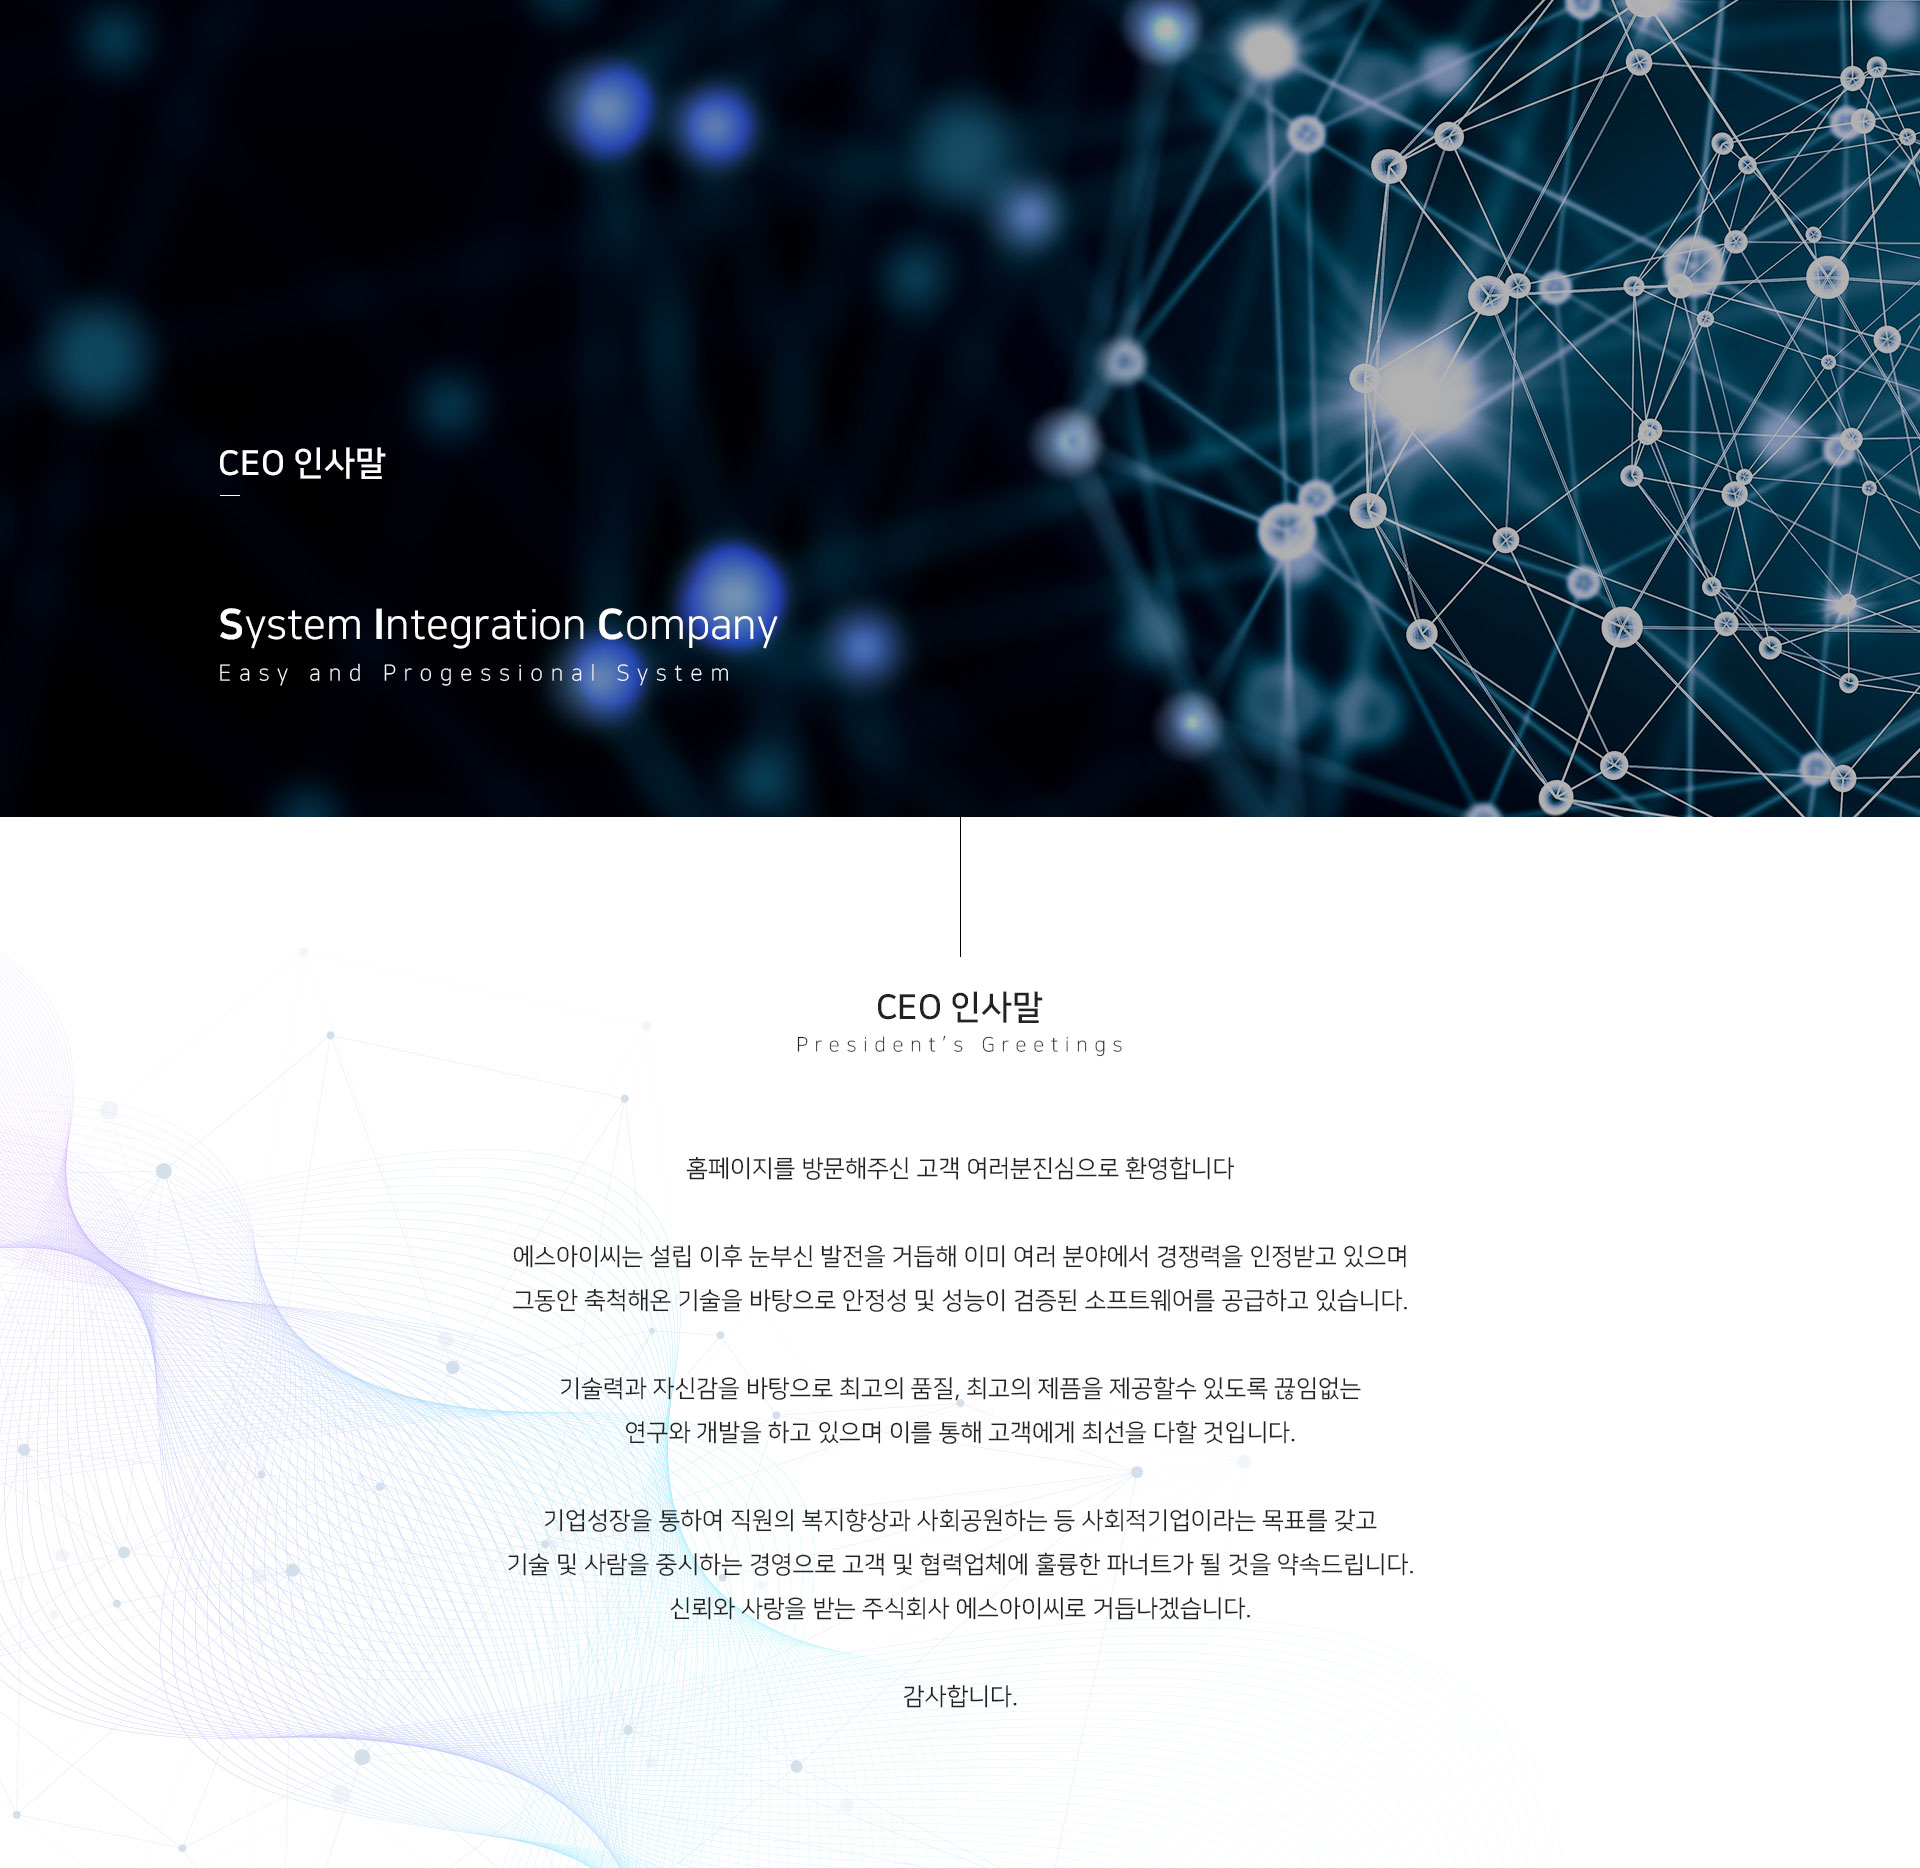 CEO 인사말
System Integration Company
Easy and Progessional System
CEO 인사말
President's Greetings
홈페이지를 방문해주신 고객 여러분진심으로 환영합니다
에스아이씨는 설립 이후 눈부신 발전을 거듭해 이미 여러 분야에서 경쟁력을 인정받고 있으며
그동안 축척해온 기술을 바탕으로 안정성 및 성능이 검증된 소프트웨어를 공급하고 있습니다.
기술력과 자신감을 바탕으로 최고의 품질, 최고의 제픔을 제공할수 있도록 끊임없는
연구와 개발을 하고 있으며 이를 통해 고객에게 최선을 다할 것입니다.
기업성장을 통하여 직원의 복지향상과 사회공원하는 등 사회적기업이라는 목표를 갖고
기술 및 사람을 중시하는 경영으로 고객 및 협력업체에 훌륭한 파너트가 될 것을 약속드립니다.
신뢰와 사랑을 받는 주식회사 에스아이씨로 거듭나겠습니다.
감사합니다.